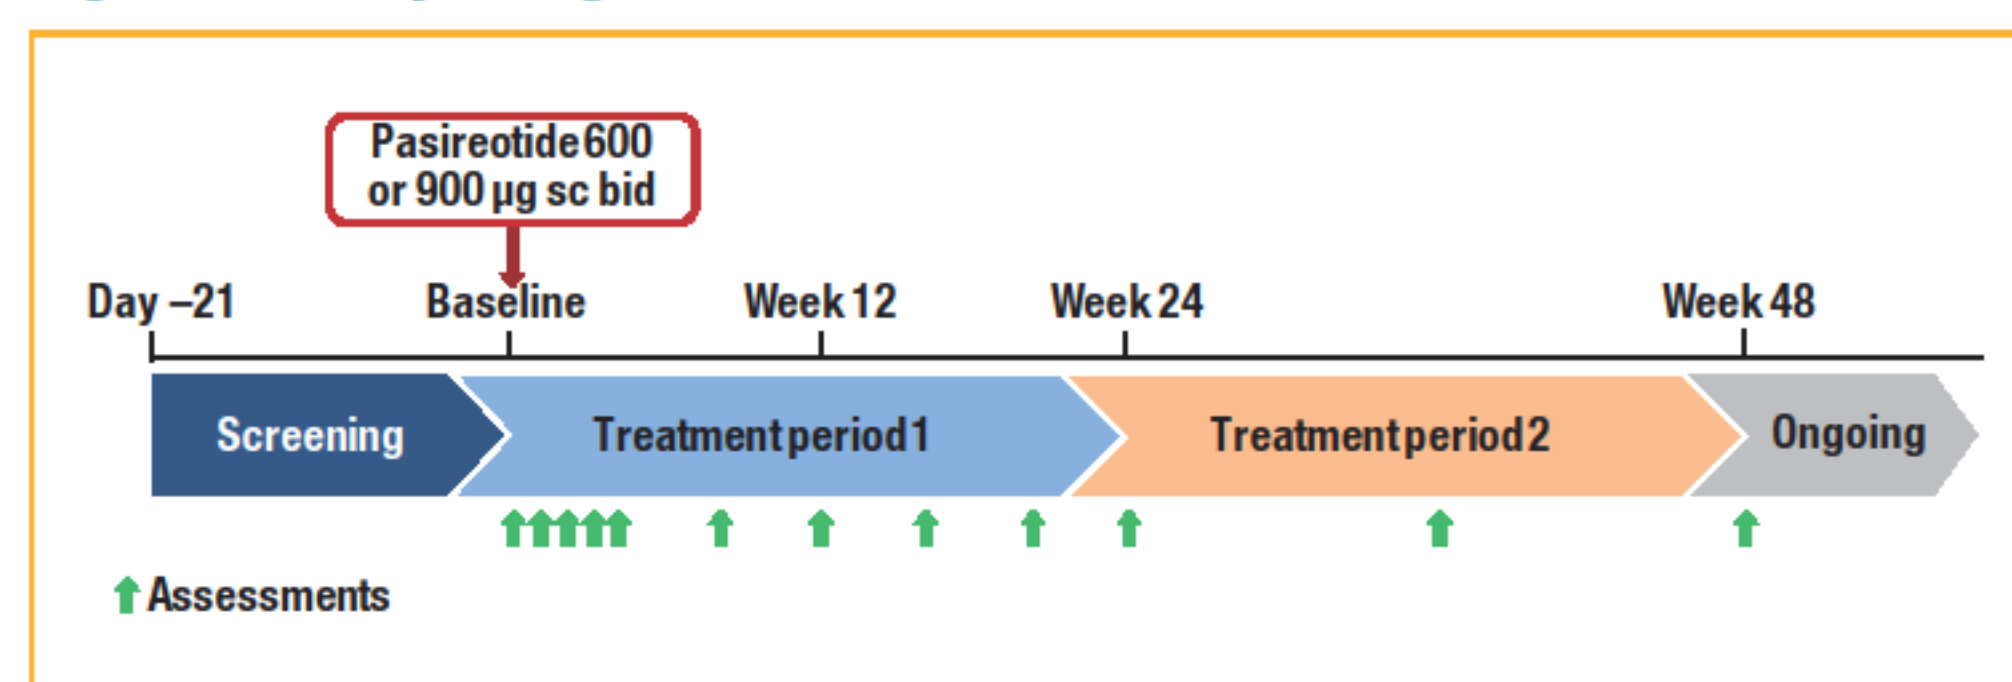 Pasireotide 600
or 900 µg sc bid
Day –21
Baseline
Week 12
Week 24
Week 48
Screening
Treatment period 1
Treatment period 2
Ongoing
Assessments